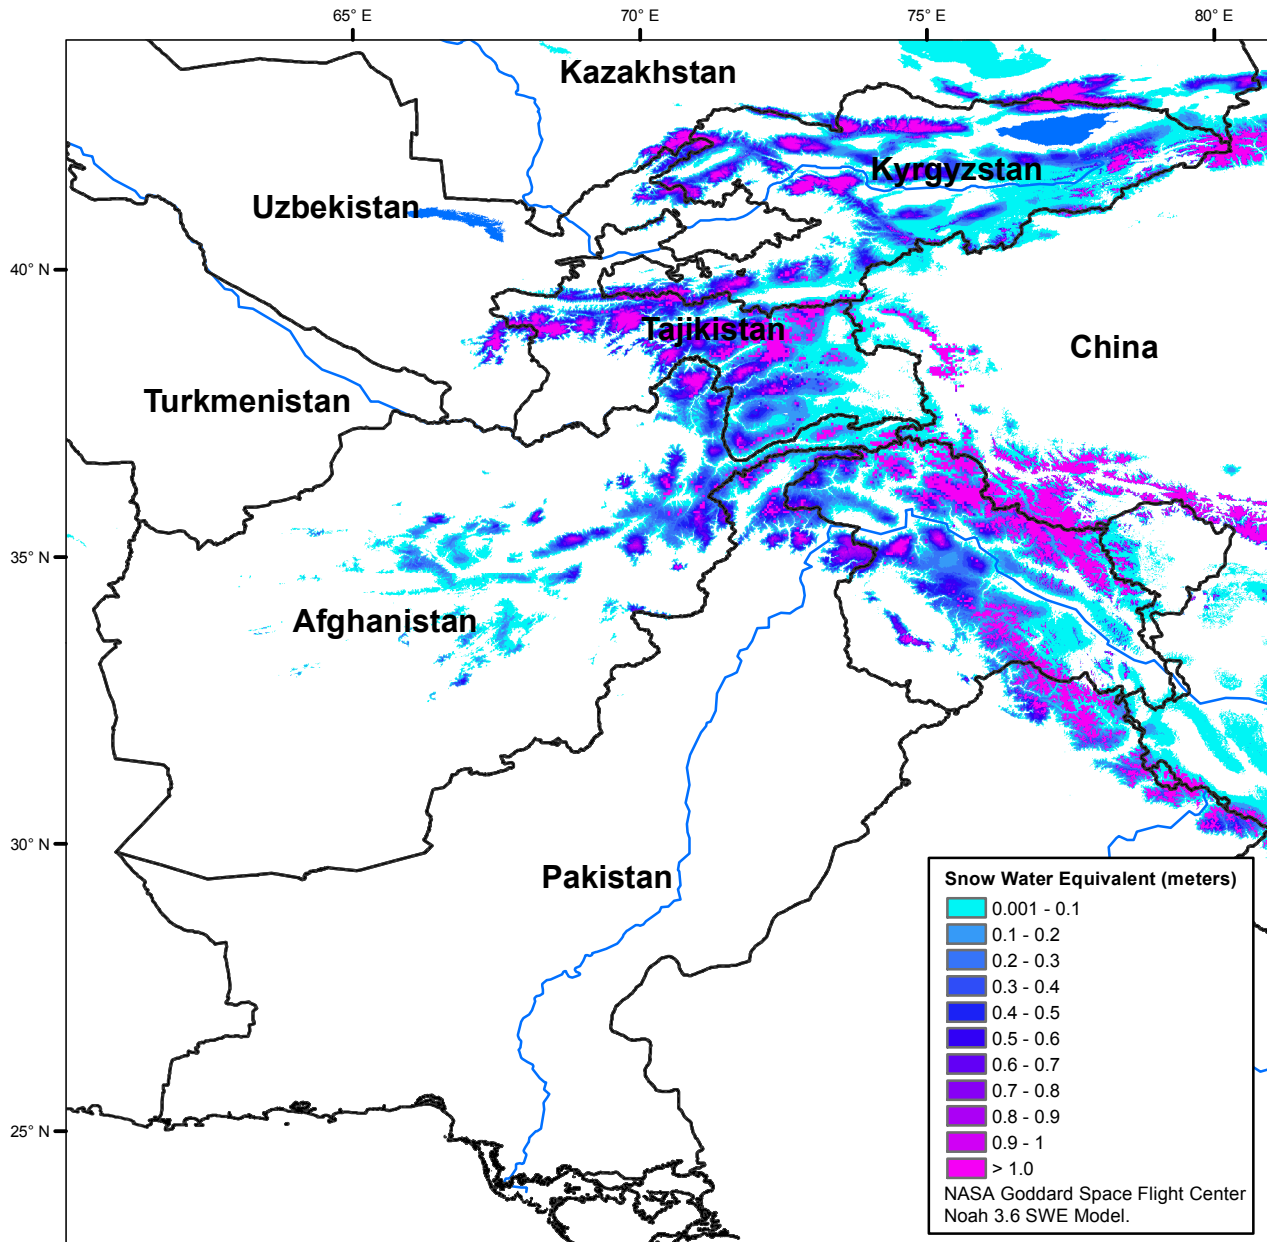 65° E
70° E
75° E
80° E
Kazakhstan
Kyrgyzstan
Uzbekistan
40° N
Tajikistan
China
Turkmenistan
35° N
Afghanistan
30° N
Pakistan
25° N
Snow Water Equivalent (meters)
0.001 - 0.1
0.1 - 0.2
0.2 - 0.3
0.3 - 0.4
0.4 - 0.5
0.5 - 0.6
0.6 - 0.7
0.7 - 0.8
0.8 - 0.9
0.9 - 1
> 1.0
NASA Goddard Space Flight Center
Noah 3.6 SWE Model.